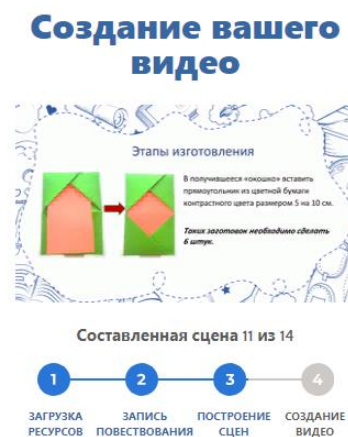 Создание вашего
видео
Этапы изготовления
В получившееся «окошко» вставить
прямоугольник из цветной бумаги
контрастного цвета размером 5 на 10 см.
Таких заготовок необходимо сделать
6 штук.
Составленная сцена 11 из 14
1 2 3 4
ЗАГРУЗКА ЗАПИСЬ ПОСТРОЕНИЕ СОЗДАНИЕ
РЕСУРСОВ ПОВЕСТВОВАНИЯ СЦЕН ВИДЕО